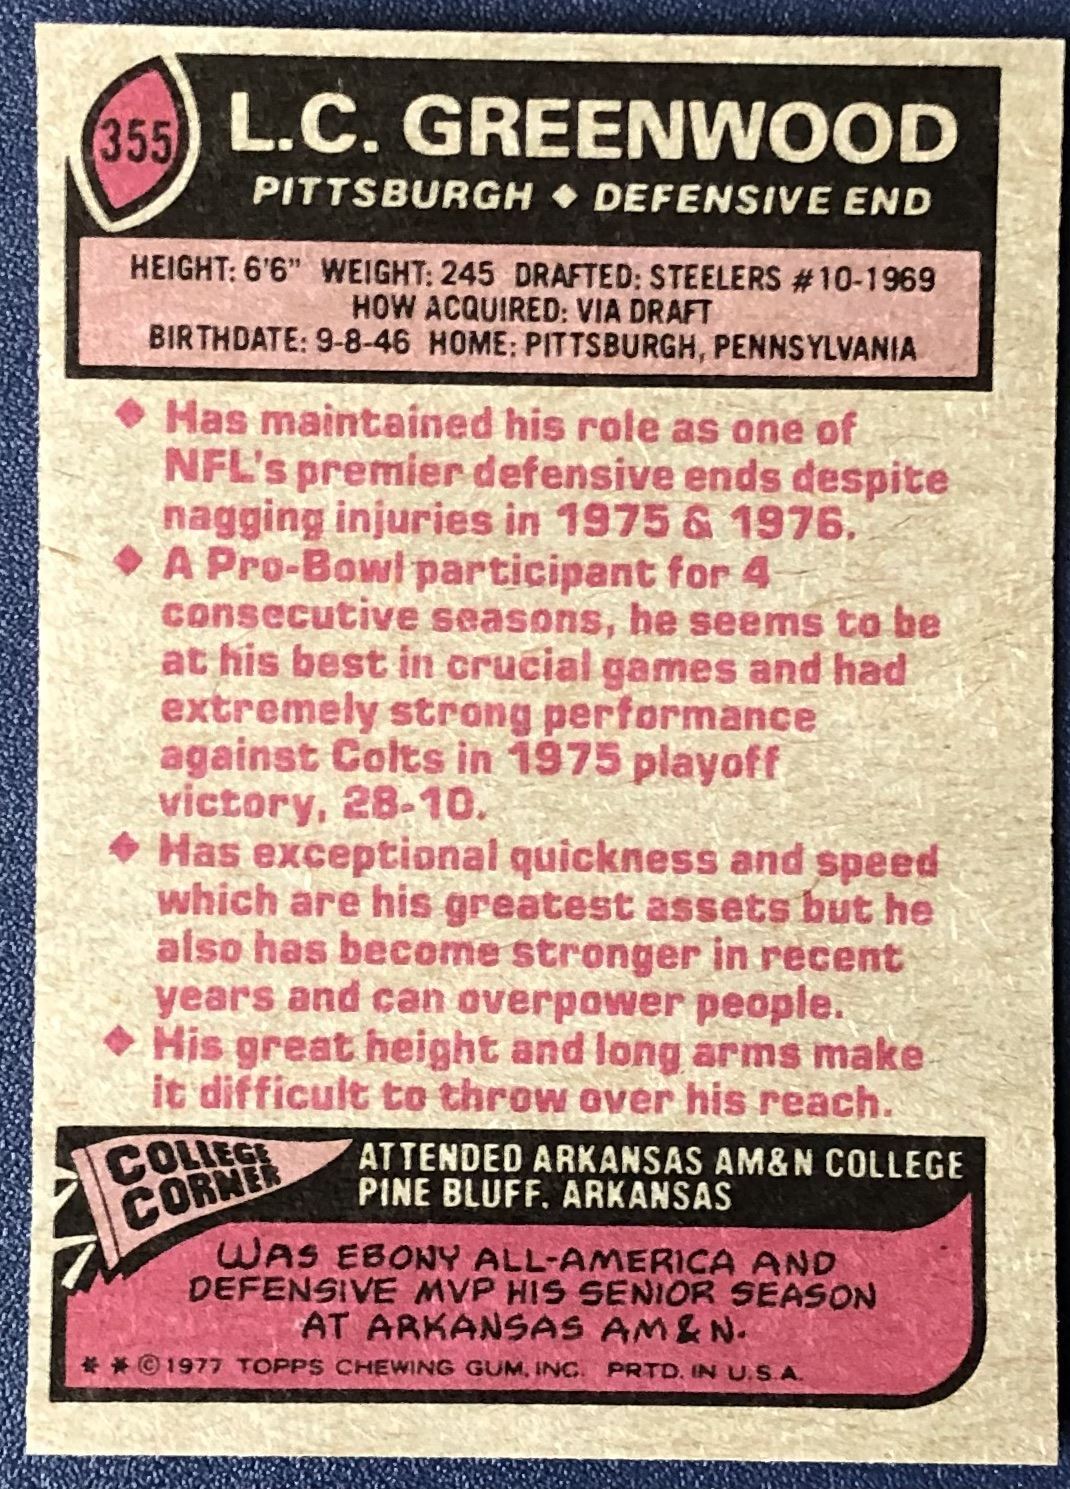 355
L.C. GREENWOOD
PITTSBURGH ◆ DEFENSIVE END
HEIGHT: 6'6" WEIGHT: 245 DRAFTED: STEELERS #10-1969
HOW ACQUIRED: VIA DRAFT
BIRTHDATE: 9-8-46 HOME: PITTSBURGH, PENNSYLVANIA
◆ Has maintained his role as one of
NFL's premier defensive ends despite
nagging injuries in 1975 & 1976.
◆ A Pro-Bowl participant for 4
consecutive seasons, he seems to be
at his best in crucial games and had
extremely strong performance
against Colts in 1975 playoff
victory, 28-10.
◆ Has exceptional quickness and speed
which are his greatest assets but he
also has become stronger in recent
years and can overpower people.
◆ His great height and long arms make
it difficult to throw over his reach.
COLLEGE
CORNER
ATTENDED ARKANSAS AM&N COLLEGE
PINE BLUFF, ARKANSAS
WAS EBONY ALL-AMERICA AND
DEFENSIVE MVP HIS SENIOR SEASON
AT ARKANSAS AM&N.
* * © 1977 TOPPS CHEWING GUM, INC. PRTD. IN U.S.A.